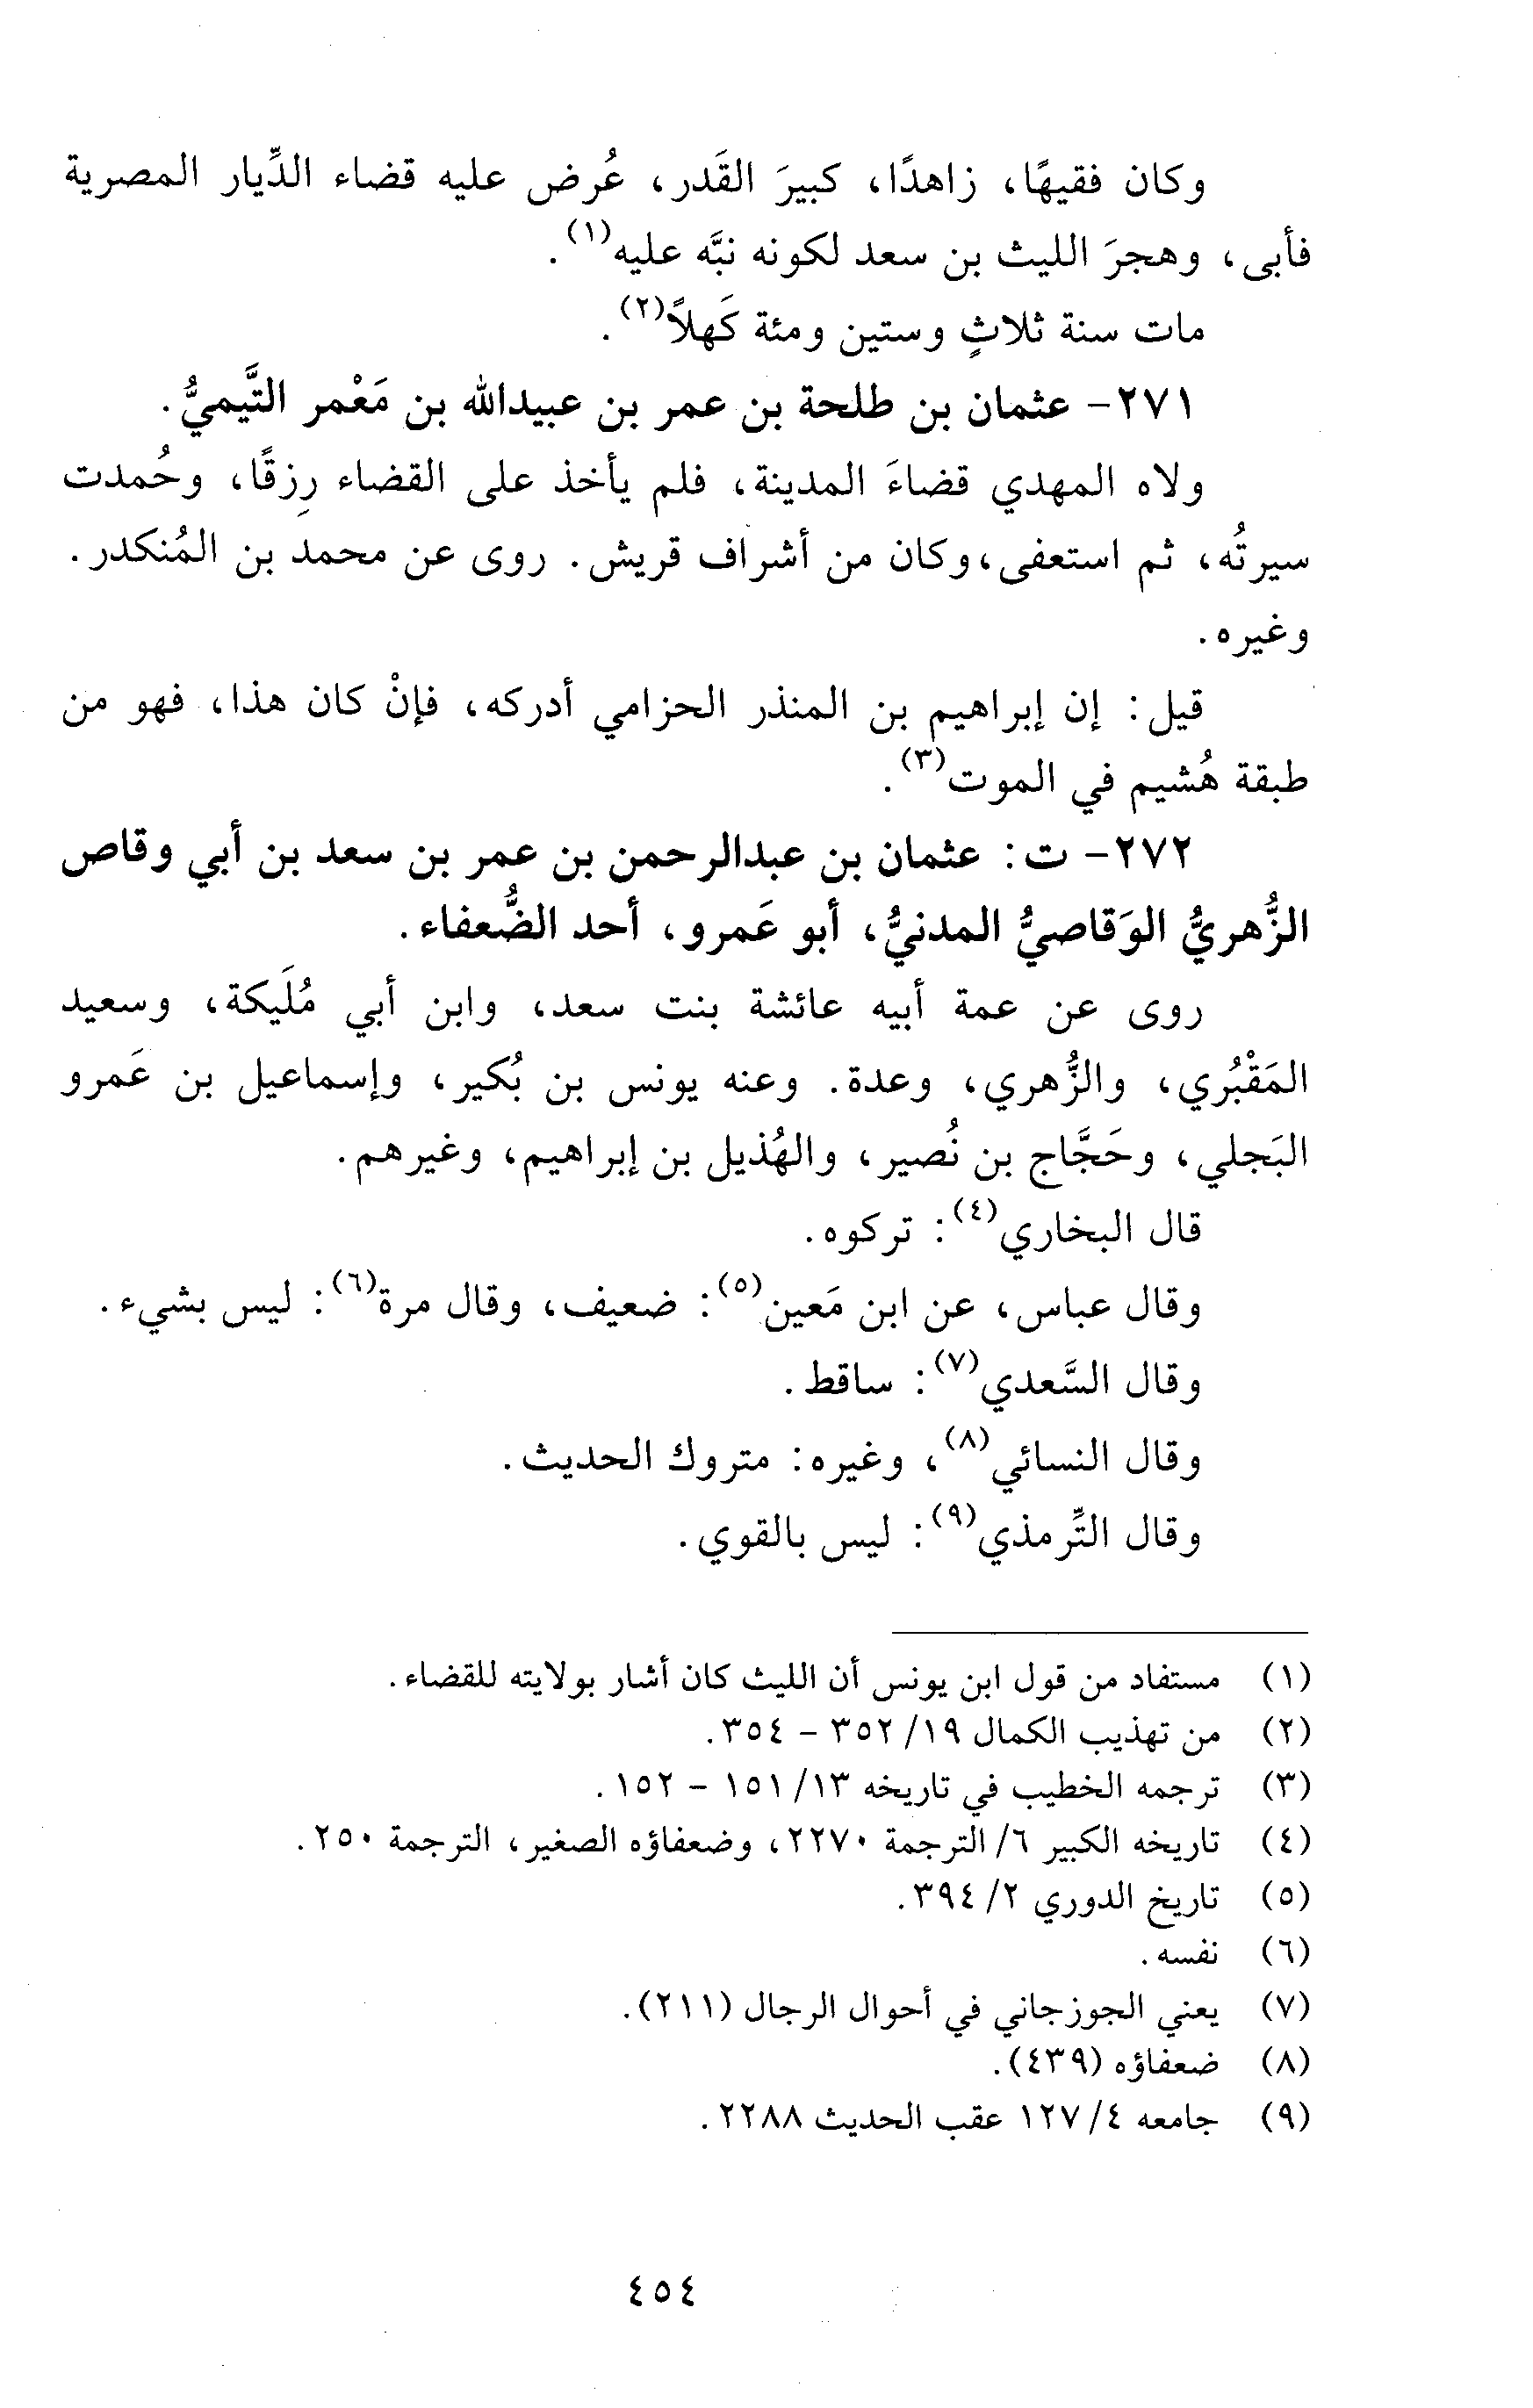 وكان فقيهًا، زاهدًا، كبيرَ القَدر، عُرض عليه قضاء الدِّيار المصرية
فأبى، وهجرَ الليث بن سعد لكونه نبَّه عليه(١).
مات سنة ثلاثٍ وستين ومئة كَهلاً(٢).
٢٧١- عثمان بن طلحة بن عمر بن عبيدالله بن مَعْمر التَّيميُّ.
ولاه المهدي قضاءَ المدينة، فلم يأخذ على القضاء رِزقًا، وحُمدت
سيرتُه، ثم استعفى،وكان من أشراف قريش. روى عن محمد بن المُنكدر.
وغيره.
قيل: إن إبراهيم بن المنذر الحزامي أدركه، فإنْ كان هذا، فهو من
طبقة هُشيم في الموت(٣).
٢٧٢- ت: عثمان بن عبدالرحمن بن عمر بن سعد بن أبي وقاص
الزُّهريُّ الوَقاصيُّ المدنيُّ، أبو عَمرو، أحد الضُّعفاء.
روى عن عمة أبيه عائشة بنت سعد، وابن أبي مُلَيكة، وسعيد
المَقْبُري، والزُّهري، وعدة. وعنه يونس بن بُكير، وإسماعيل بن عَمرو
البَجلي، وحَجَّاج بن نُصير، والهُذيل بن إبراهيم، وغيرهم.
قال البخاري(٤): تركوه.
وقال عباس، عن ابن مَعين(٥): ضعيف، وقال مرة(٦): ليس بشيء.
وقال السَّعدي(٧): ساقط.
وقال النسائي(٨)، وغيره: متروك الحديث.
وقال التِّرمذي(٩): ليس بالقوي.
(١) مستفاد من قول ابن يونس أن الليث كان أشار بولايته للقضاء.
(٢) من تهذيب الكمال ١٩/ ٣٥٢ - ٣٥٤.
(٣) ترجمه الخطيب في تاريخه ١٣/ ١٥١ - ١٥٢.
(٤) تاريخه الكبير ٦/ الترجمة ٢٢٧٠، وضعفاؤه الصغير، الترجمة ٢٥٠.
(٥) تاريخ الدوري ٢/ ٣٩٤.
(٦) نفسه.
(٧) يعني الجوزجاني في أحوال الرجال (٢١١).
(٨) ضعفاؤه (٤٣٩).
(٩) جامعه ٤/ ١٢٧ عقب الحديث ٢٢٨٨.
٤٥٤